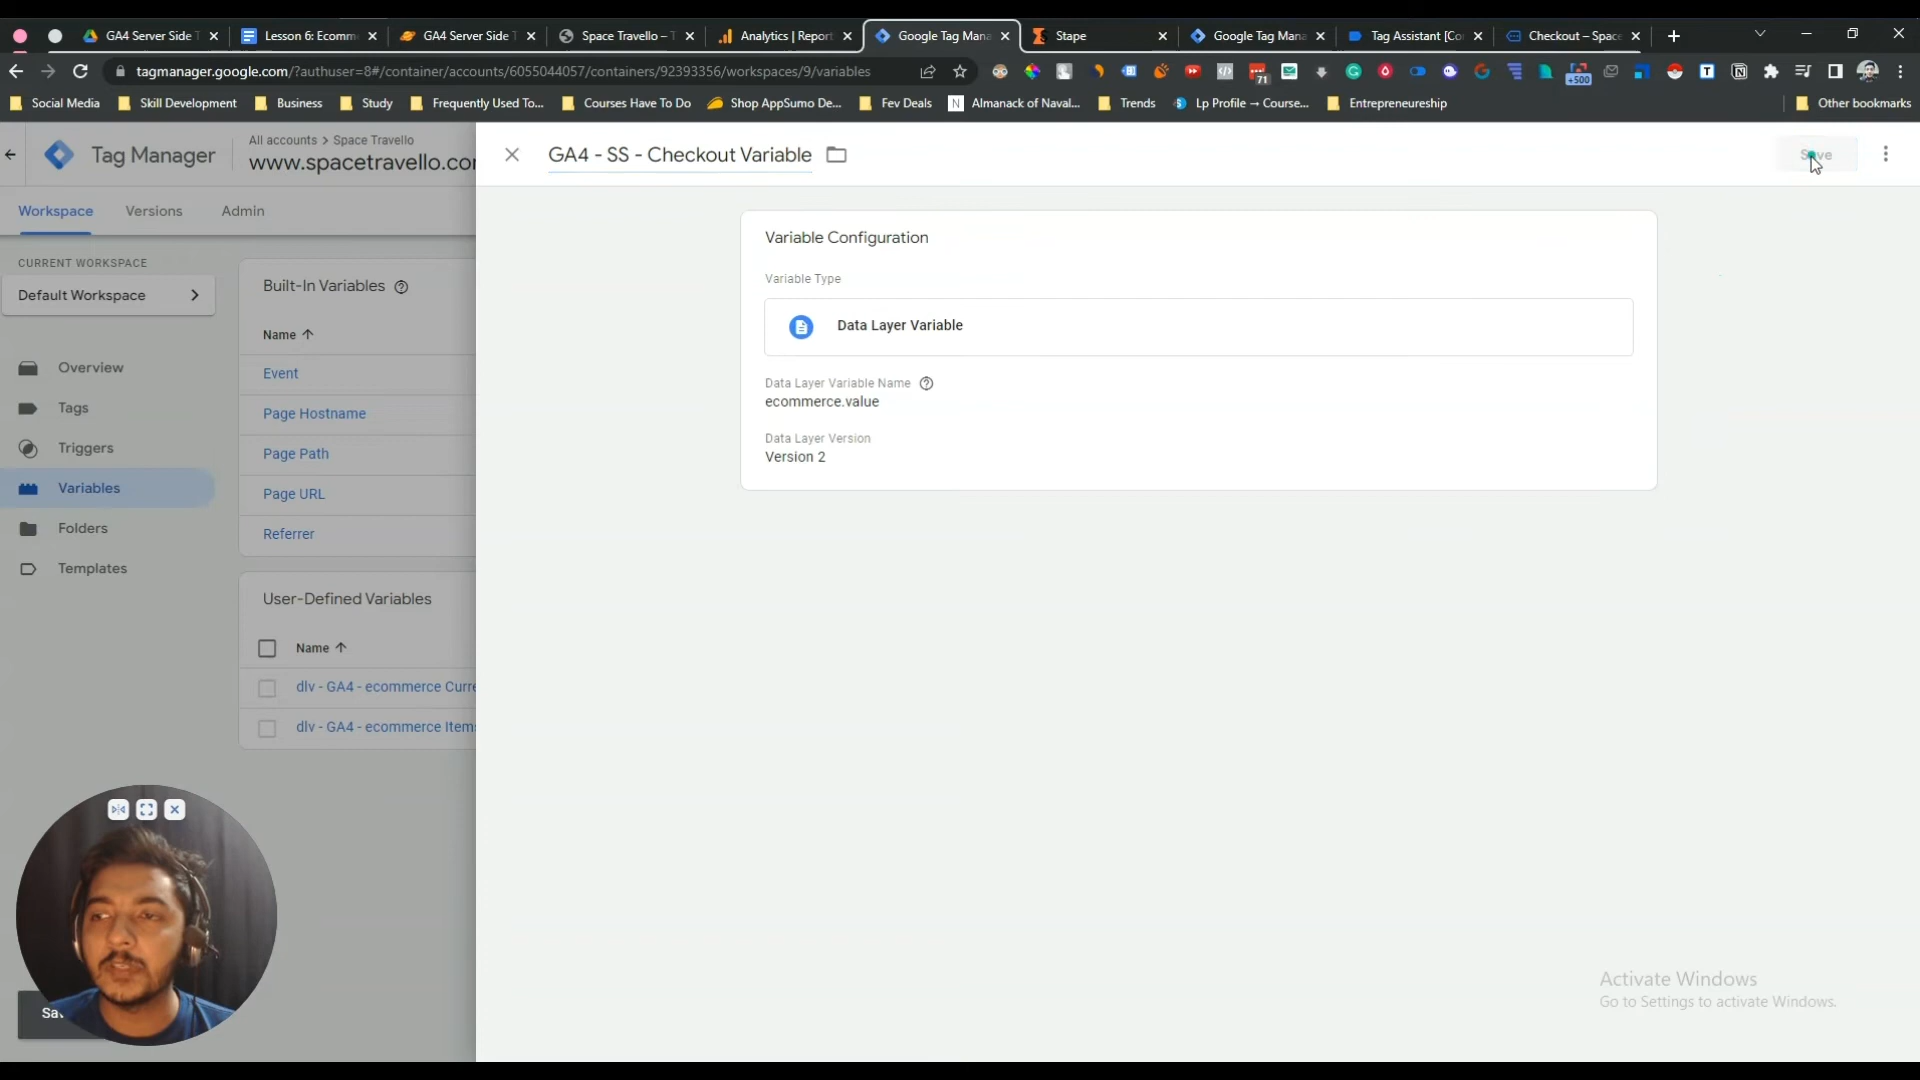 GA4 Server Side T
Lesson 6: Ecomm
GA4 Server Side T
Space Travello – T
Analytics | Report
Google Tag Mana
Stape
Google Tag Mana
Tag Assistant [Co
Checkout – Space
tagmanager.google.com/?authuser=8#/container/accounts/6055044057/containers/92393356/workspaces/9/variables
71
+500
Social Media
Skill Development
Business
Study
Frequently Used To...
Courses Have To Do
Shop AppSumo De...
Fev Deals
Almanack of Naval...
Trends
Lp Profile → Course...
Entrepreneureship
Other bookmarks
Tag Manager
All accounts > Space Travello
www.spacetravello.com
GA4 - SS - Checkout Variable
Save
Workspace
Versions
Admin
CURRENT WORKSPACE
Default Workspace
Overview
Tags
Triggers
Variables
Folders
Templates
Built-In Variables
Name
Event
Page Hostname
Page Path
Page URL
Referrer
User-Defined Variables
Name
dlv - GA4 - ecommerce Curre
dlv - GA4 - ecommerce Items
Variable Configuration
Variable Type
Data Layer Variable
Data Layer Variable Name
ecommerce.value
Data Layer Version
Version 2
Activate Windows
Go to Settings to activate Windows.